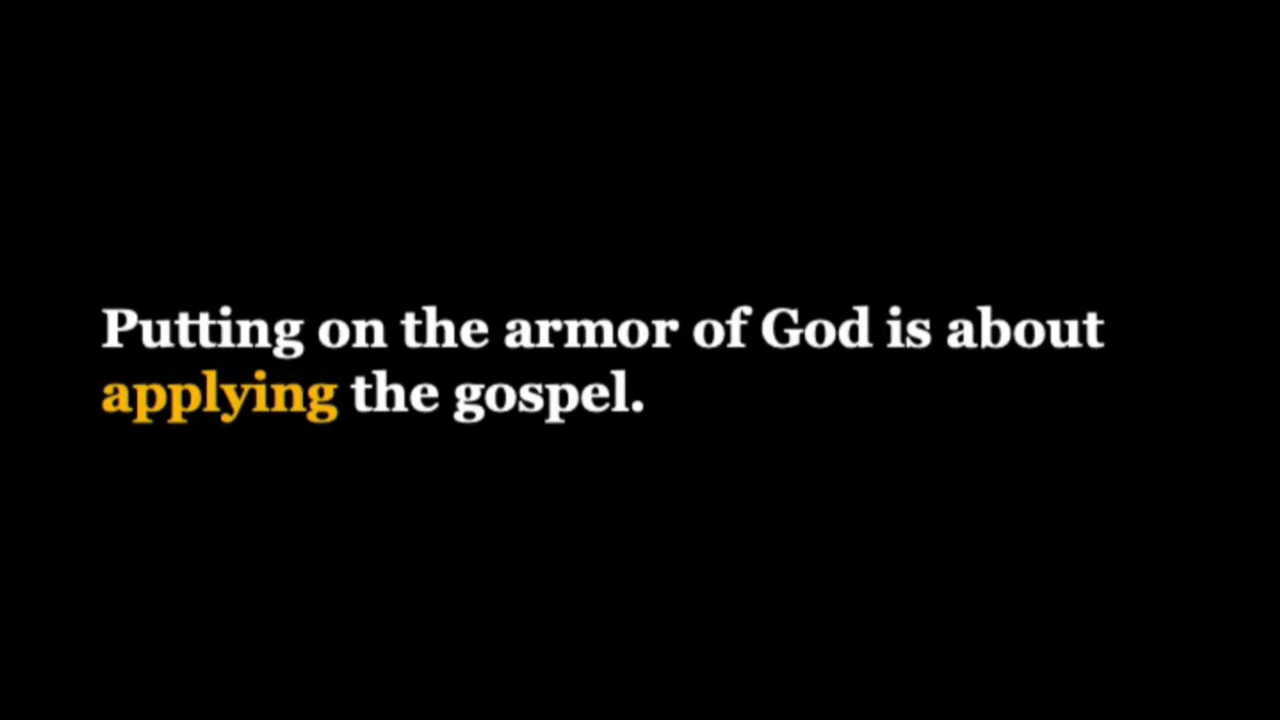 Putting on the armor of God is about
applying the gospel.